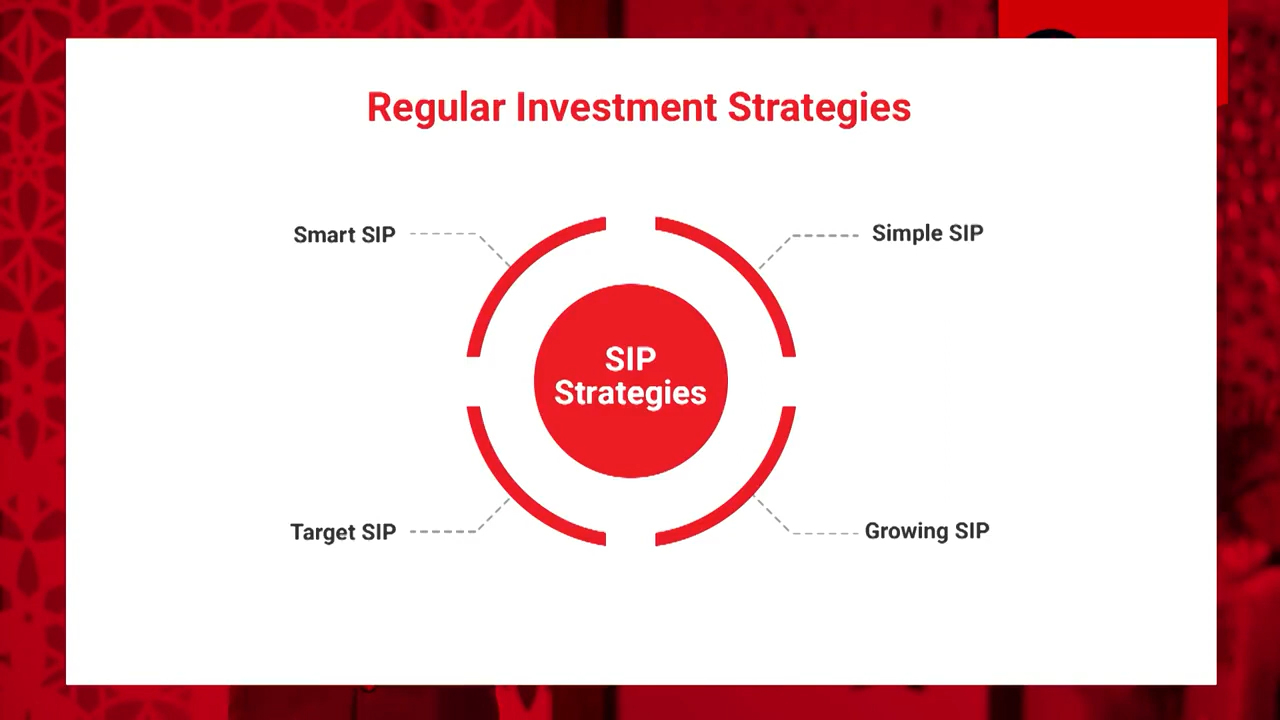 Regular Investment Strategies
Smart SIP
Simple SIP
SIP
Strategies
Target SIP
Growing SIP